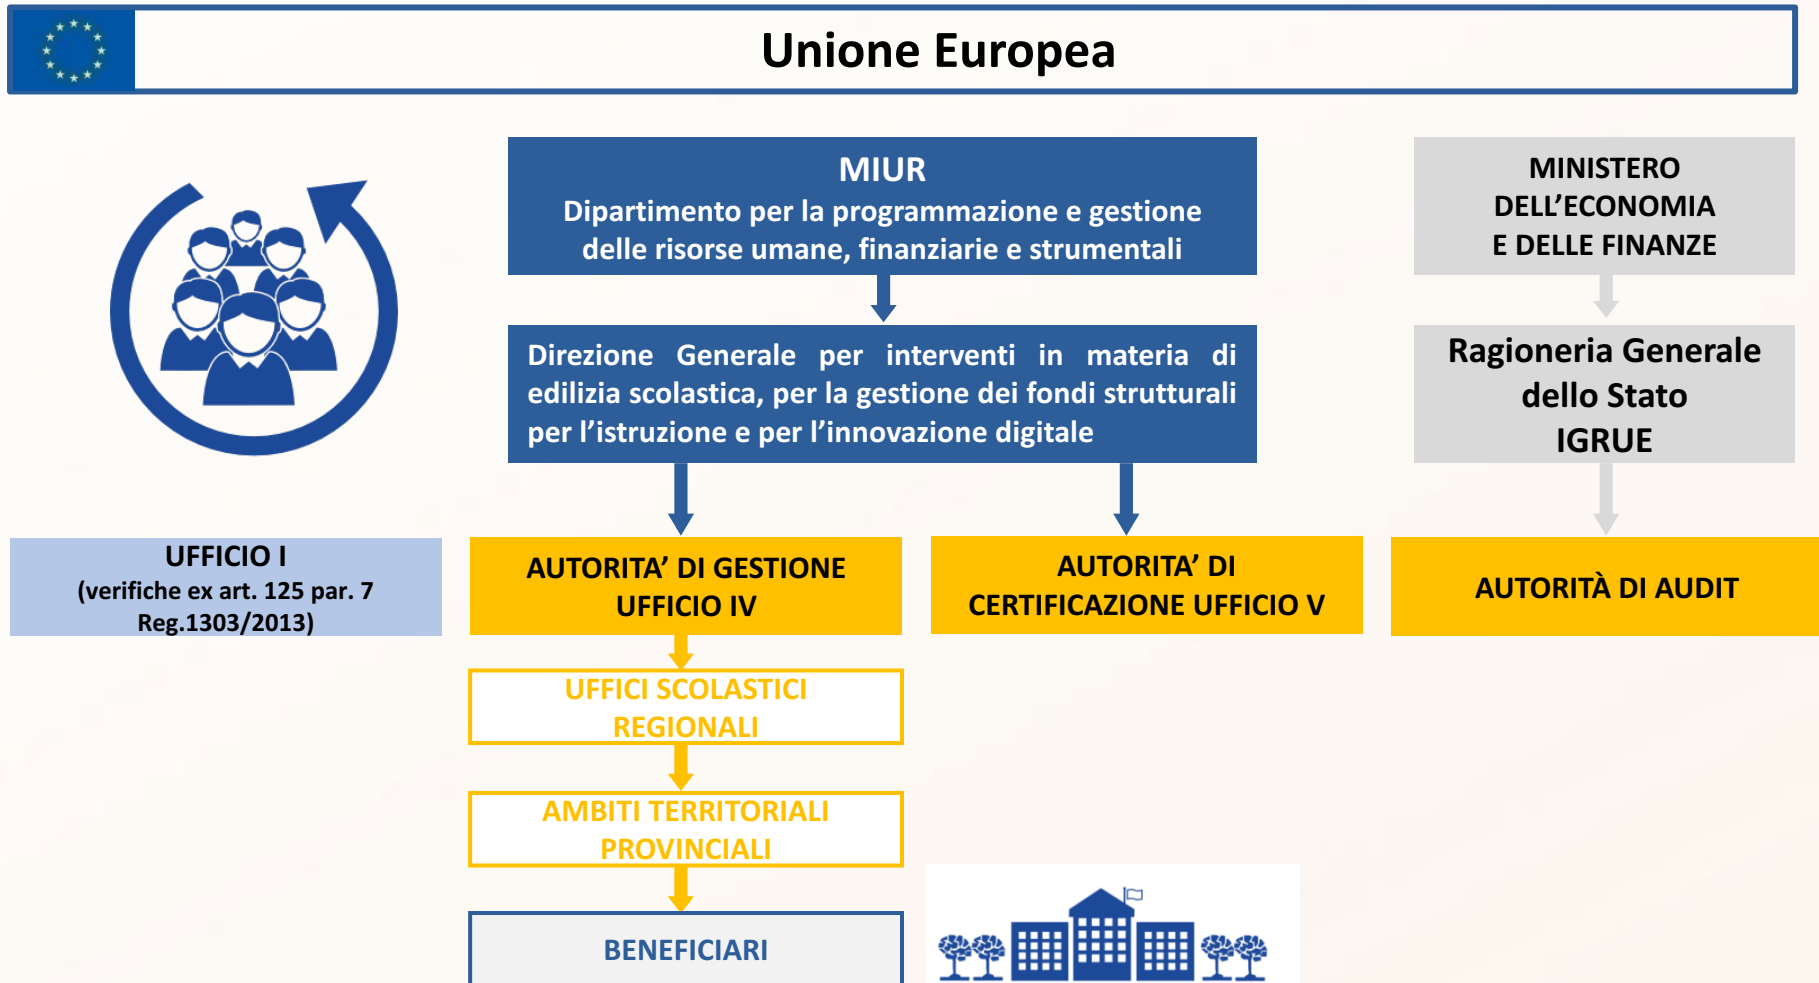 Unione Europea
MIUR
Dipartimento per la programmazione e gestione
delle risorse umane, finanziarie e strumentali
MINISTERO
DELL’ECONOMIA
E DELLE FINANZE
Direzione Generale per interventi in materia di
edilizia scolastica, per la gestione dei fondi strutturali
per l’istruzione e per l’innovazione digitale
Ragioneria Generale
dello Stato
IGRUE
UFFICIO I
(verifiche ex art. 125 par. 7
Reg.1303/2013)
AUTORITA’ DI GESTIONE
UFFICIO IV
AUTORITA’ DI
CERTIFICAZIONE UFFICIO V
AUTORITÀ DI AUDIT
UFFICI SCOLASTICI
REGIONALI
AMBITI TERRITORIALI
PROVINCIALI
BENEFICIARI